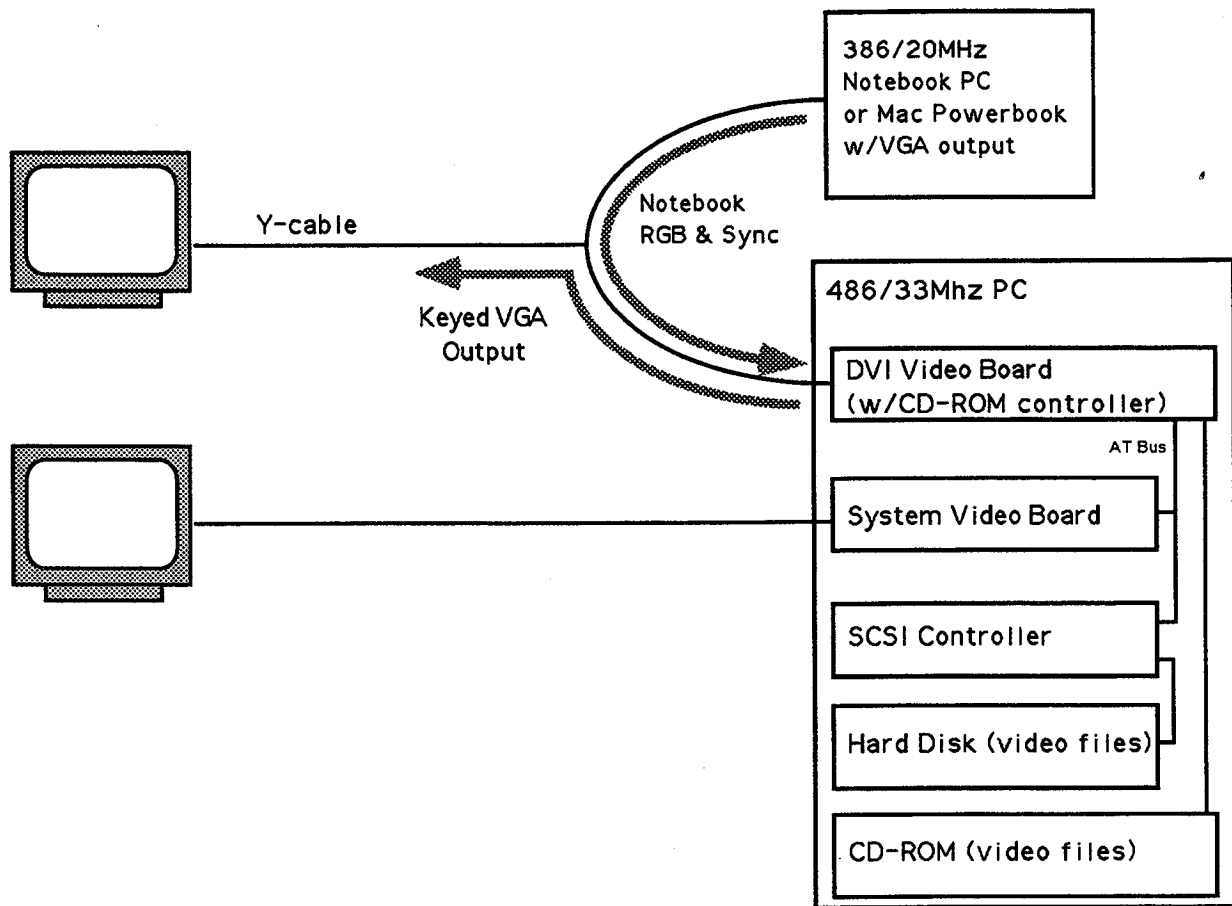 386/20MHz
Notebook PC
or Mac Powerbook
w/VGA output
Y-cable
Notebook
RGB & Sync
Keyed VGA
Output
486/33Mhz PC
DVI Video Board
(w/CD-ROM controller)
AT Bus
System Video Board
SCSI Controller
Hard Disk (video files)
CD-ROM (video files)